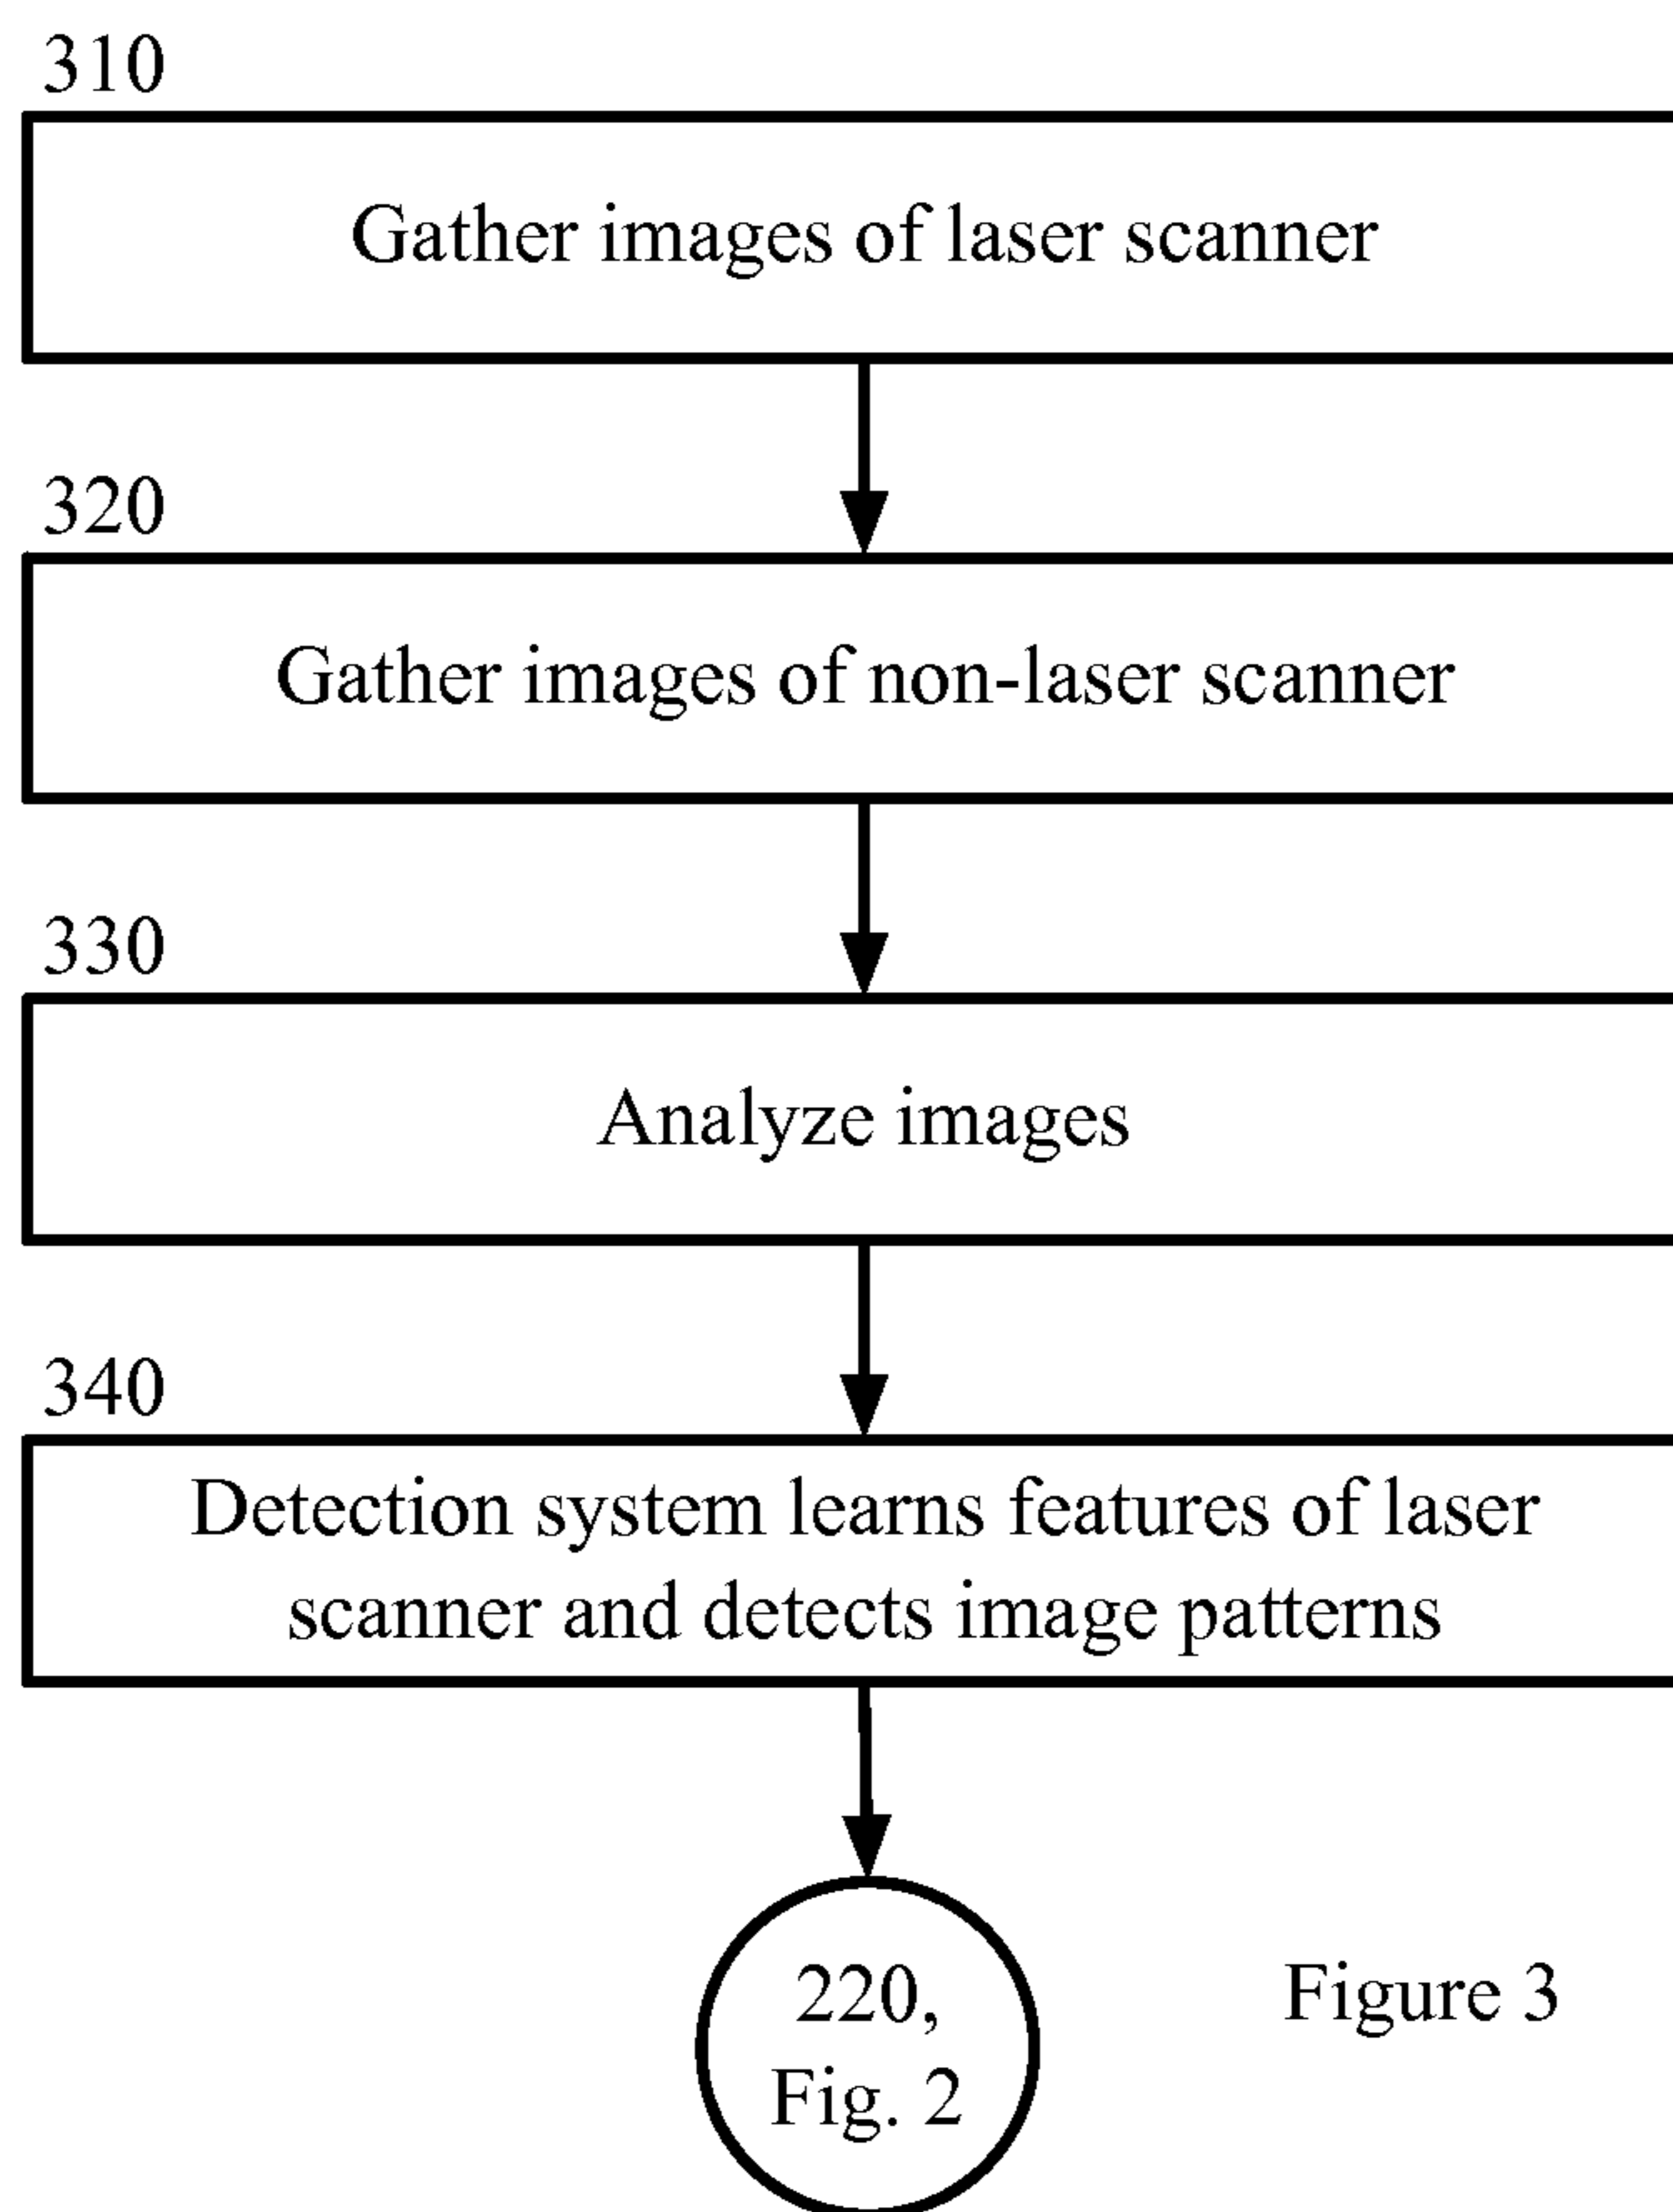 310
Gather images of laser scanner
320
Gather images of non-laser scanner
330
Analyze images
340
Detection system learns features of laser
scanner and detects image patterns
220,
Fig. 2
Figure 3